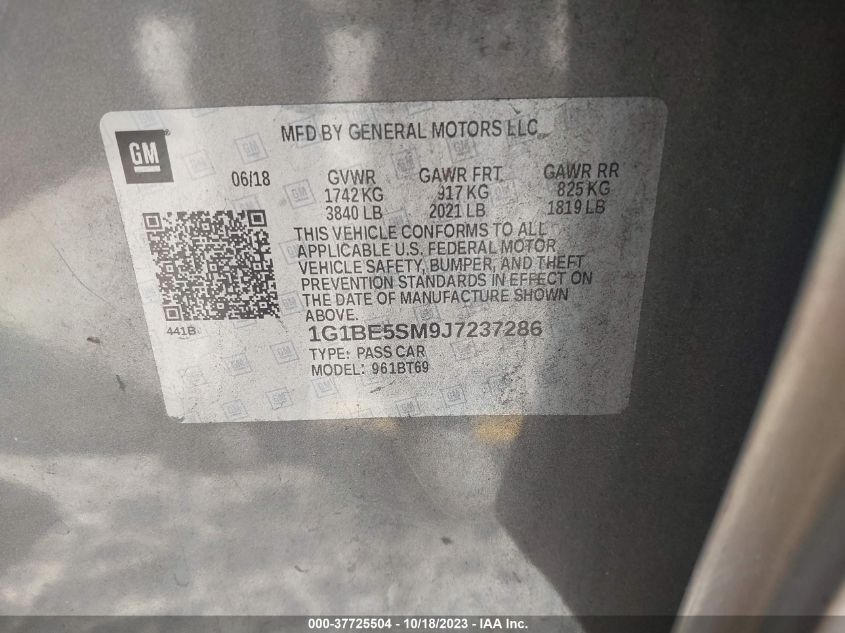 MFD BY GENERAL MOTORS LLC
GM
06/18 GVWR GAWR FRT GAWR RR
1742 KG 917 KG 825 KG
3840 LB 2021 LB 1819 LB
THIS VEHICLE CONFORMS TO ALL
APPLICABLE U.S. FEDERAL MOTOR
VEHICLE SAFETY, BUMPER, AND THEFT
PREVENTION STANDARDS IN EFFECT ON
THE DATE OF MANUFACTURE SHOWN
ABOVE.
441B
1G1BE5SM9J7237286
TYPE: PASS CAR
MODEL: 961BT69
000-37725504 - 10/18/2023 - IAA Inc.